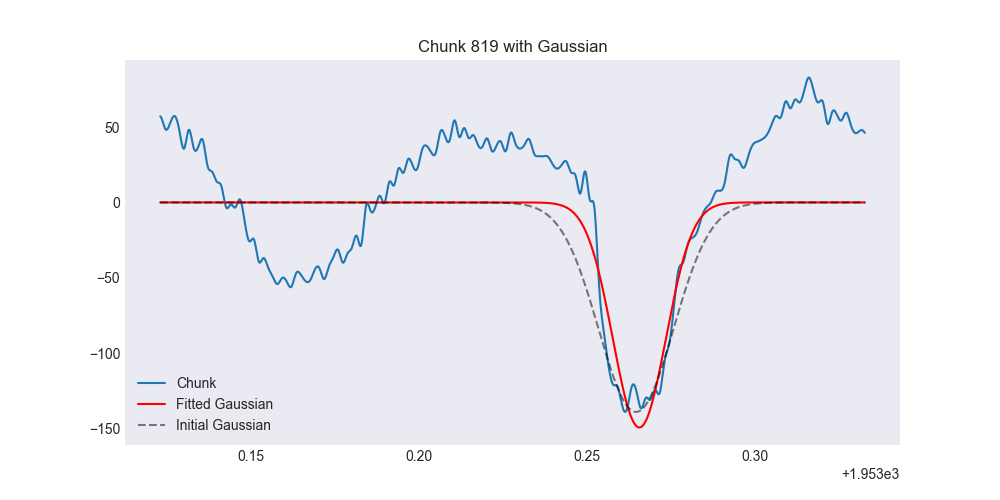 Chunk 819 with Gaussian
50
0
−50
−100
−150
Chunk
Fitted Gaussian
Initial Gaussian
0.15 0.20 0.25 0.30
+1.953e3